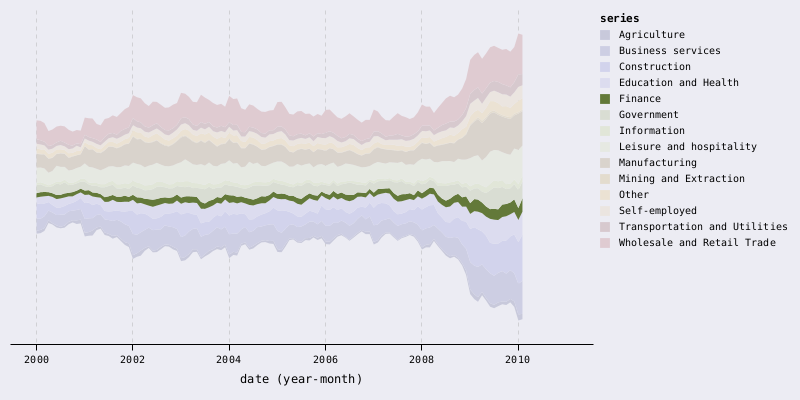 series
Agriculture
Business services
Construction
Education and Health
Finance
Government
Information
Leisure and hospitality
Manufacturing
Mining and Extraction
Other
Self-employed
Transportation and Utilities
Wholesale and Retail Trade
2000 2002 2004 2006 2008 2010
date (year-month)